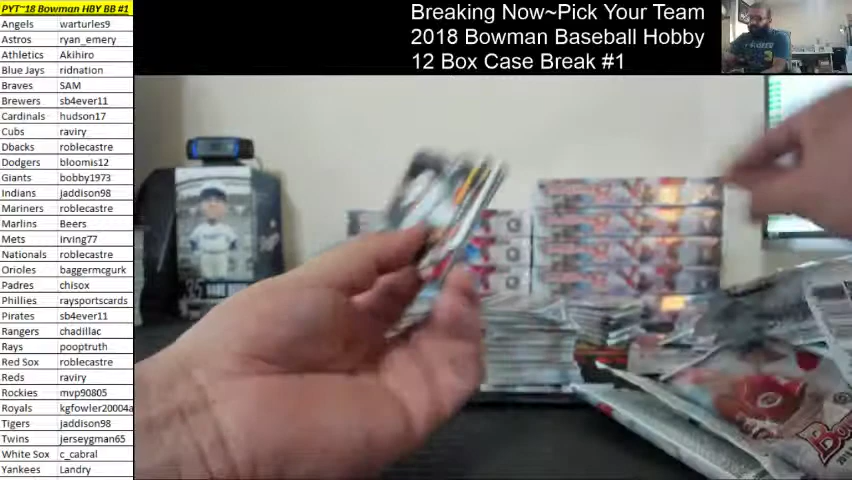 PYT~18 Bowman HBY BB #1
Angels warturles9
Astros ryan_emery
Athletics Akihiro
Blue Jays ridnation
Braves SAM
Brewers sb4ever11
Cardinals hudson17
Cubs raviry
Dbacks roblecastre
Dodgers bloomis12
Giants bobby1973
Indians jaddison98
Mariners roblecastre
Marlins Beers
Mets irving77
Nationals roblecastre
Orioles baggermcgurk
Padres chisox
Phillies raysportscards
Pirates sb4ever11
Rangers chadillac
Rays pooptruth
Red Sox roblecastre
Reds raviry
Rockies mvp90805
Royals kgfowler20004a
Tigers jaddison98
Twins jerseygman65
White Sox c_cabral
Yankees Landry
Breaking Now~Pick Your Team
2018 Bowman Baseball Hobby
12 Box Case Break #1